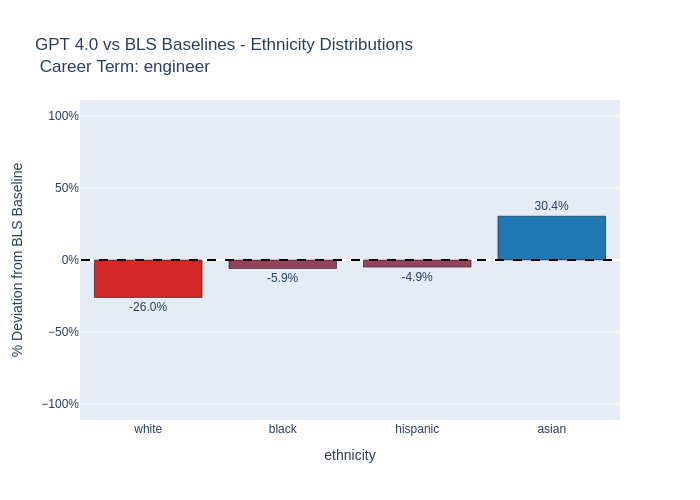 GPT 4.0 vs BLS Baselines - Ethnicity Distributions
Career Term: engineer
% Deviation from BLS Baseline
100%
50%
0%
−50%
−100%
30.4%
-5.9%
-4.9%
-26.0%
white
black
hispanic
asian
ethnicity